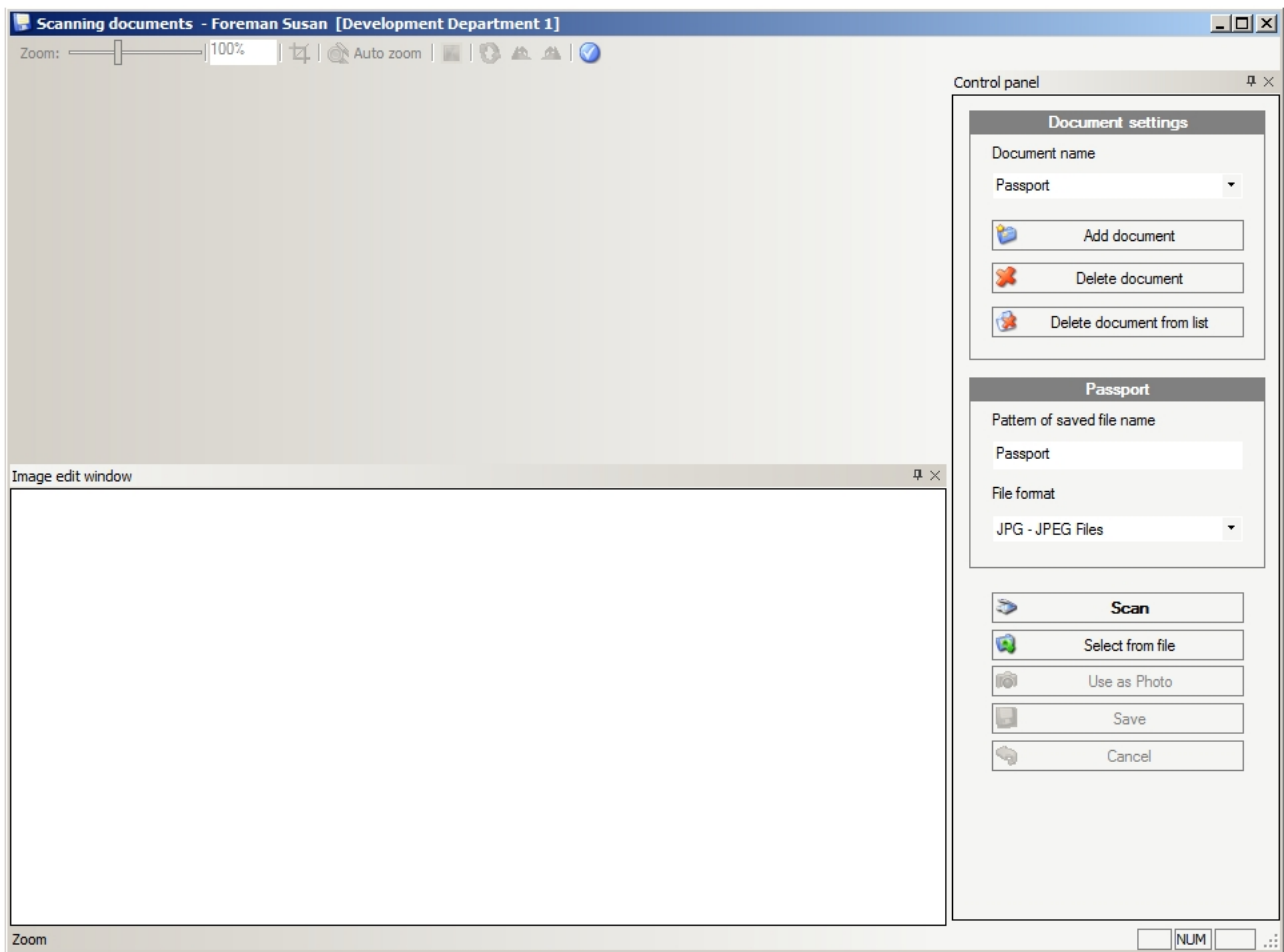 Scanning documents - Foreman Susan [Development Department 1]
Zoom: 100% Auto zoom
Control panel
Document settings
Document name
Passport
Add document
Delete document
Delete document from list
Passport
Pattern of saved file name
Passport
File format
JPG - JPEG Files
Scan
Select from file
Use as Photo
Save
Cancel
Image edit window
Zoom NUM